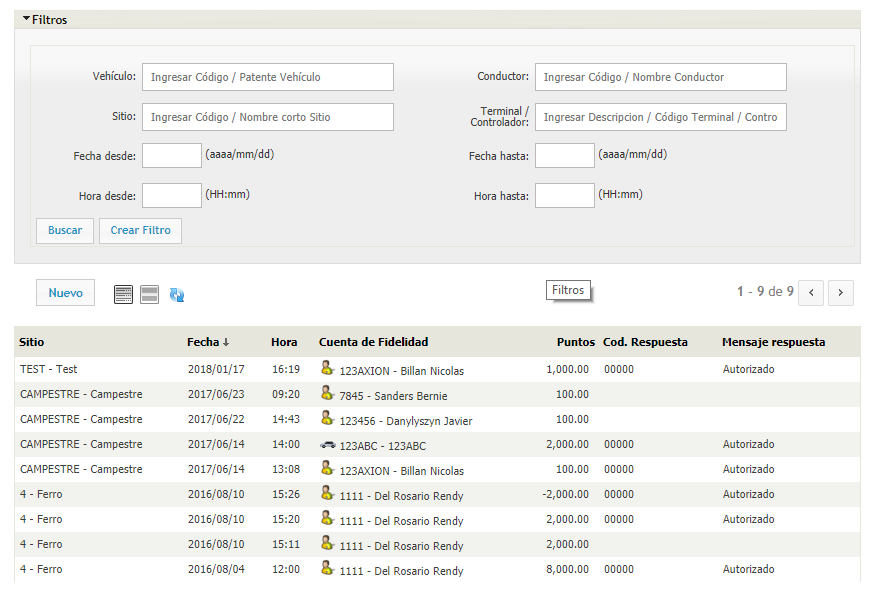 Filtros
Vehículo: Ingresar Código / Patente Vehículo Conductor: Ingresar Código / Nombre Conductor
Sitio: Ingresar Código / Nombre corto Sitio Terminal / Controlador: Ingresar Descripcion / Código Terminal / Contro
Fecha desde: (aaaa/mm/dd) Fecha hasta: (aaaa/mm/dd)
Hora desde: (HH:mm) Hora hasta: (HH:mm)
Buscar Crear Filtro
Nuevo Filtros 1 - 9 de 9 < >
Sitio Fecha ↓ Hora Cuenta de Fidelidad Puntos Cod. Respuesta Mensaje respuesta
TEST - Test 2018/01/17 16:19 123AXION - Billan Nicolas 1,000.00 00000 Autorizado
CAMPESTRE - Campestre 2017/06/23 09:20 7845 - Sanders Bernie 100.00
CAMPESTRE - Campestre 2017/06/22 14:43 123456 - Danylyszyn Javier 100.00
CAMPESTRE - Campestre 2017/06/14 14:00 123ABC - 123ABC 2,000.00 00000 Autorizado
CAMPESTRE - Campestre 2017/06/14 13:08 123AXION - Billan Nicolas 100.00 00000 Autorizado
4 - Ferro 2016/08/10 15:26 1111 - Del Rosario Rendy -2,000.00 00000 Autorizado
4 - Ferro 2016/08/10 15:20 1111 - Del Rosario Rendy 2,000.00 00000 Autorizado
4 - Ferro 2016/08/10 15:11 1111 - Del Rosario Rendy 2,000.00
4 - Ferro 2016/08/04 12:00 1111 - Del Rosario Rendy 8,000.00 00000 Autorizado